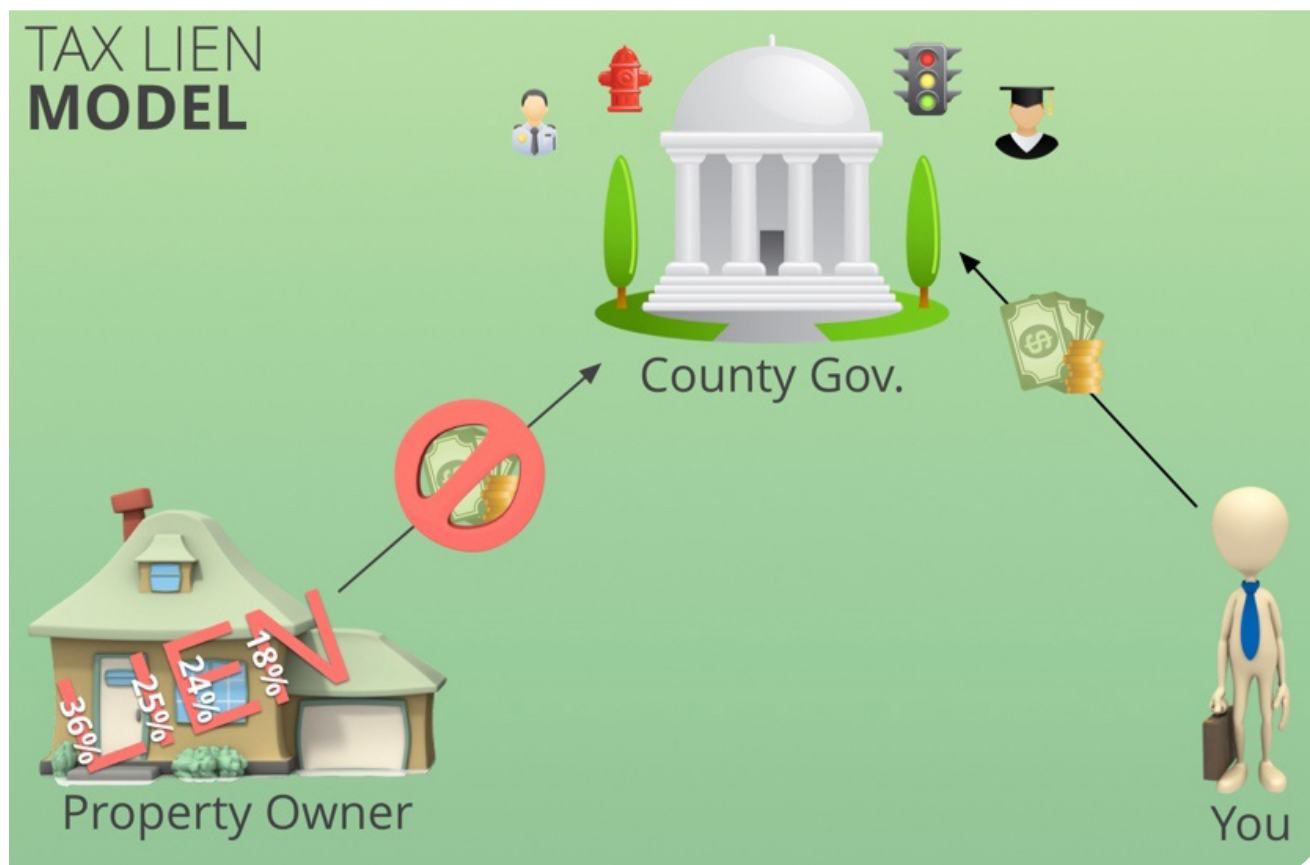 TAX LIEN
MODEL
County Gov.
LIEN
36%
25%
24%
18%
Property Owner
You